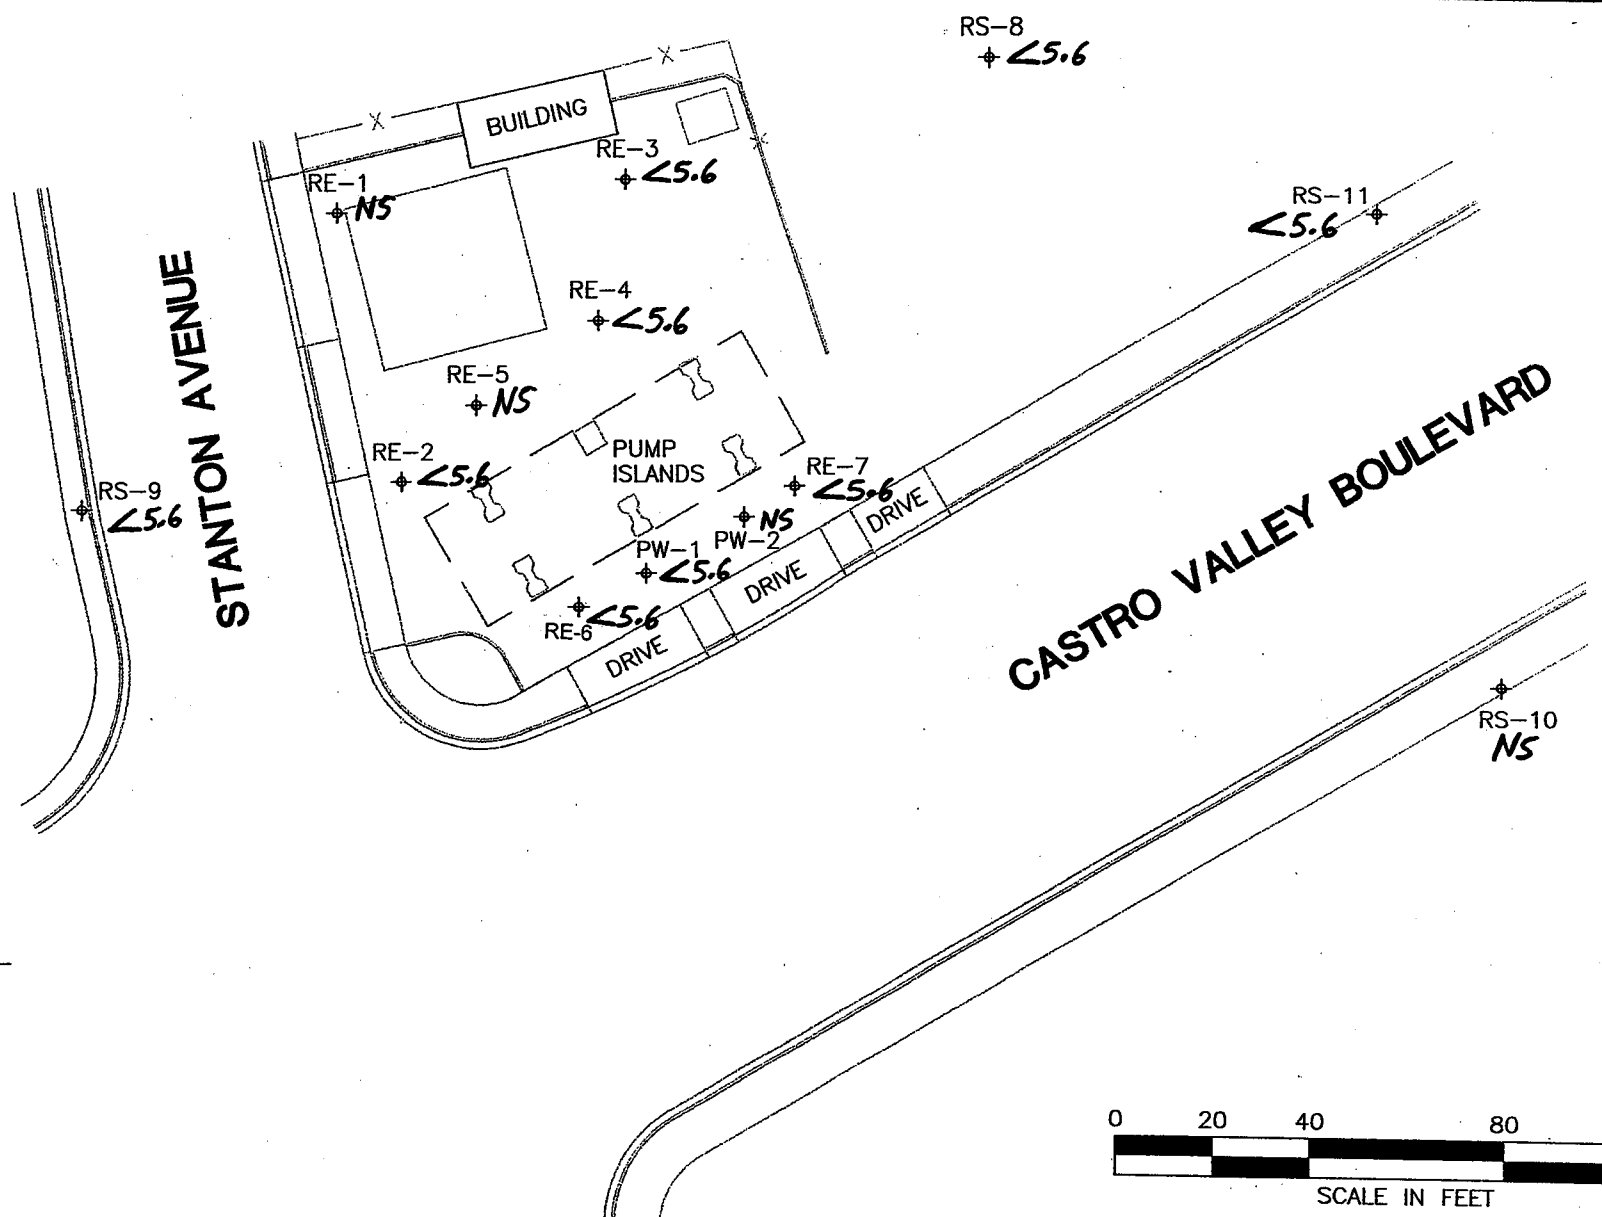 RS-8
<5.6
X
X
BUILDING
RE-3
<5.6
RE-1
NS
RS-11
<5.6
STANTON AVENUE
RE-4
<5.6
RE-5
NS
PUMP
ISLANDS
RE-2
<5.6
RE-7
<5.6
RS-9
<5.6
NS
PW-2
DRIVE
PW-1
<5.6
DRIVE
<5.6
RE-6
DRIVE
CASTRO VALLEY BOULEVARD
RS-10
NS
0 20 40 80
SCALE IN FEET